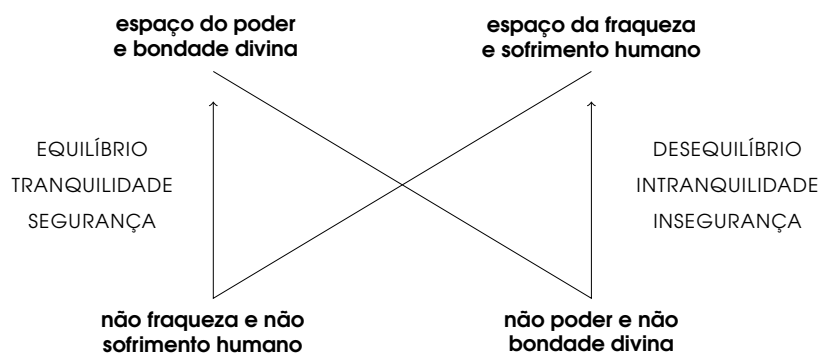 espaço do poder
e bondade divina
espaço da fraqueza
e sofrimento humano
EQUILÍBRIO
TRANQUILIDADE
SEGURANÇA
DESEQUILÍBRIO
INTRANQUILIDADE
INSEGURANÇA
não fraqueza e não
sofrimento humano
não poder e não
bondade divina